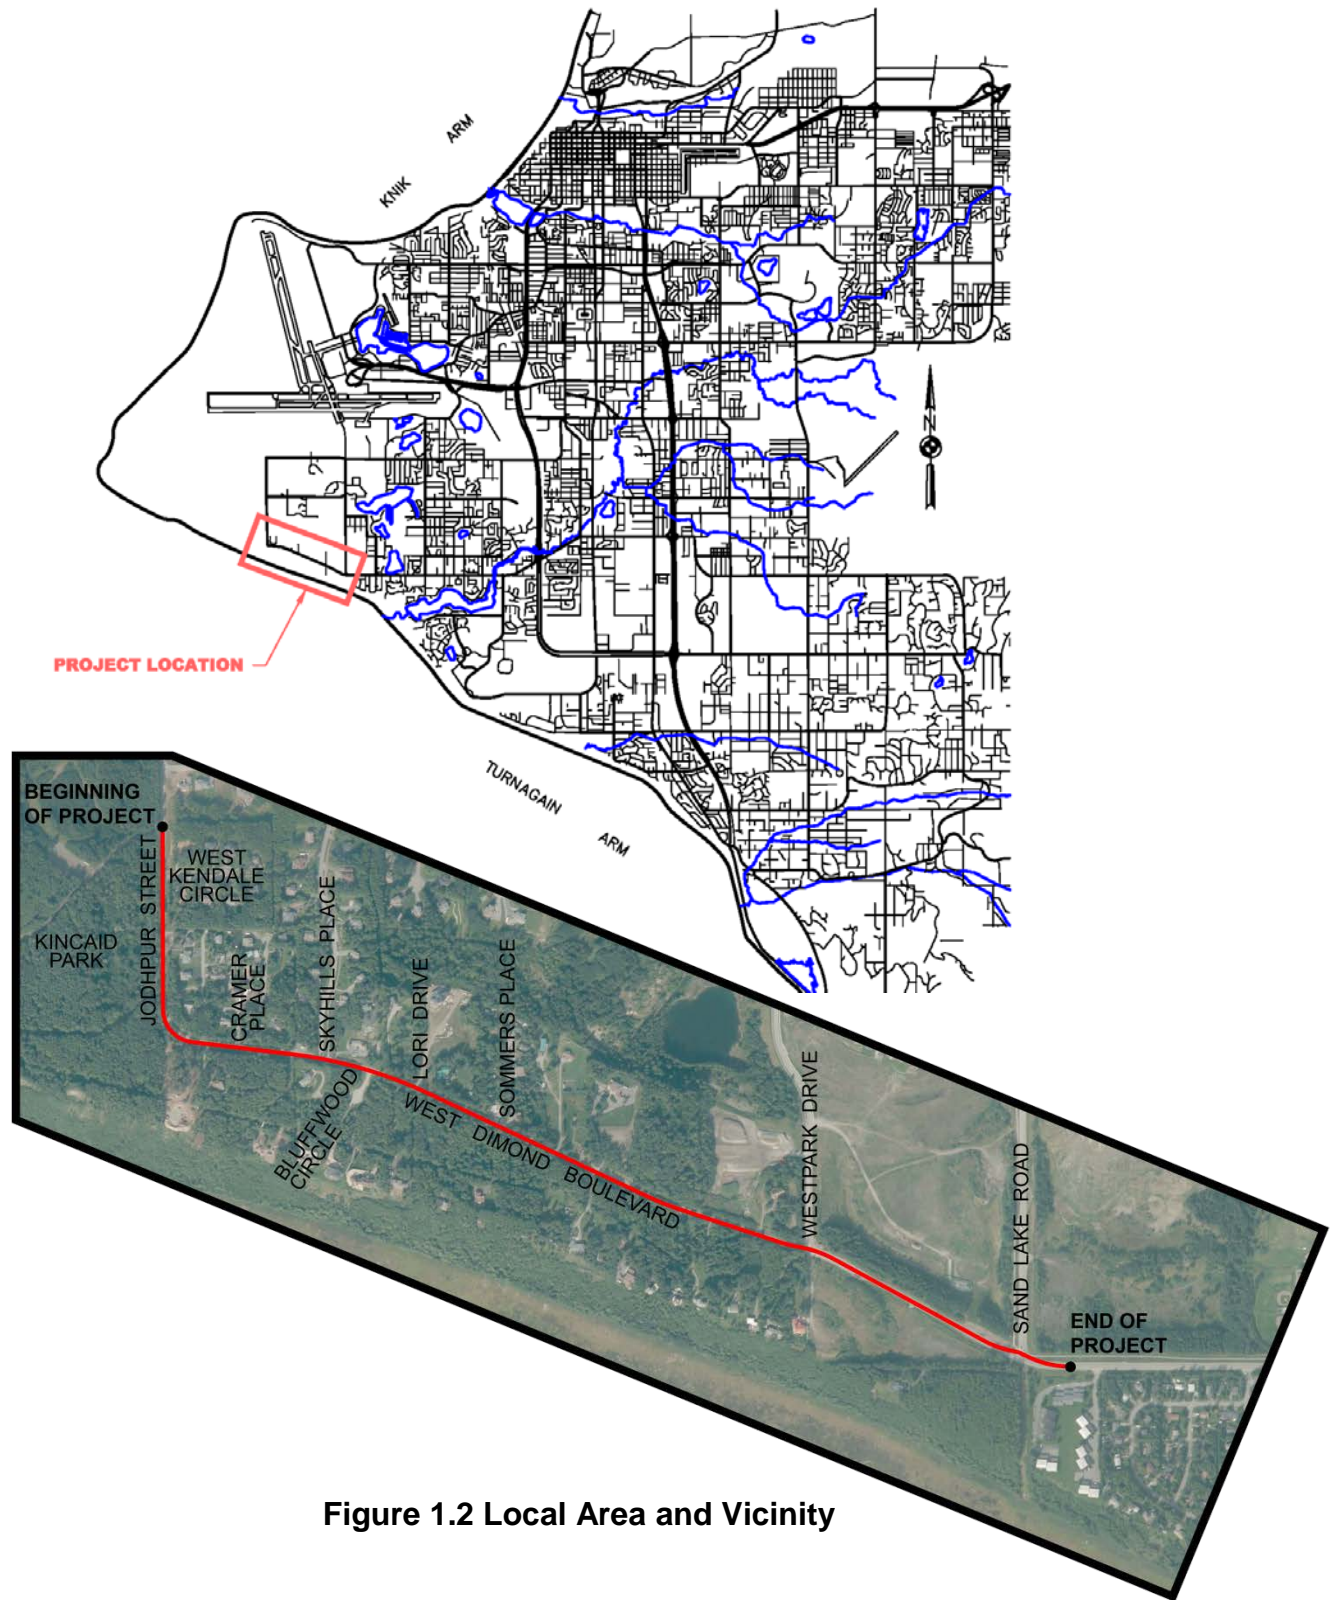 KNIK
ARM
N
PROJECT LOCATION
TURNAGAIN
ARM
BEGINNING
OF PROJECT
JODHPUR STREET
WEST
KENDALE
CIRCLE
KINCAID
PARK
CRAMER
PLACE
SKYHILLS PLACE
BLUFFWOOD
CIRCLE
LORI DRIVE
SOMMERS PLACE
WEST DIMOND BOULEVARD
WESTPARK DRIVE
SAND LAKE ROAD
END OF
PROJECT
Figure 1.2 Local Area and Vicinity